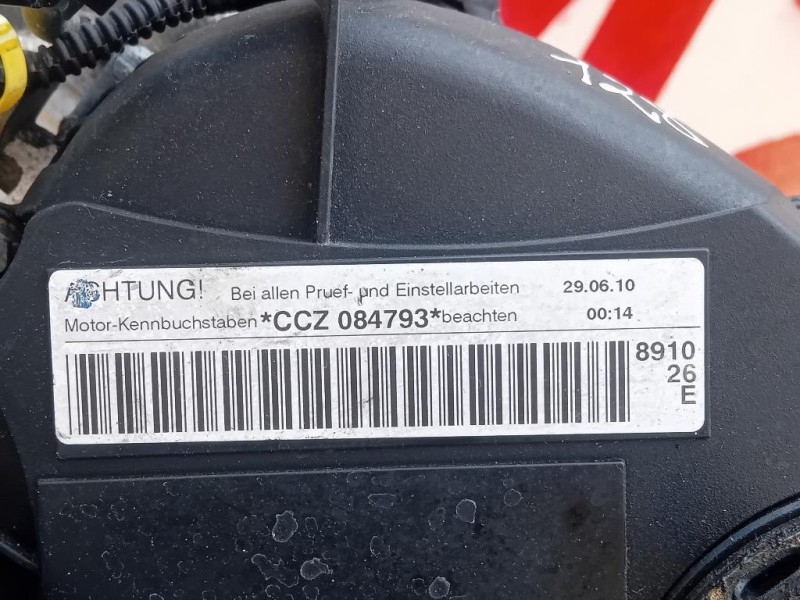 ACHTUNG! Bei allen Pruef- und Einstellarbeiten 29.06.10
Motor-Kennbuchstaben *CCZ 084793* beachten 00:14
8910
26
E